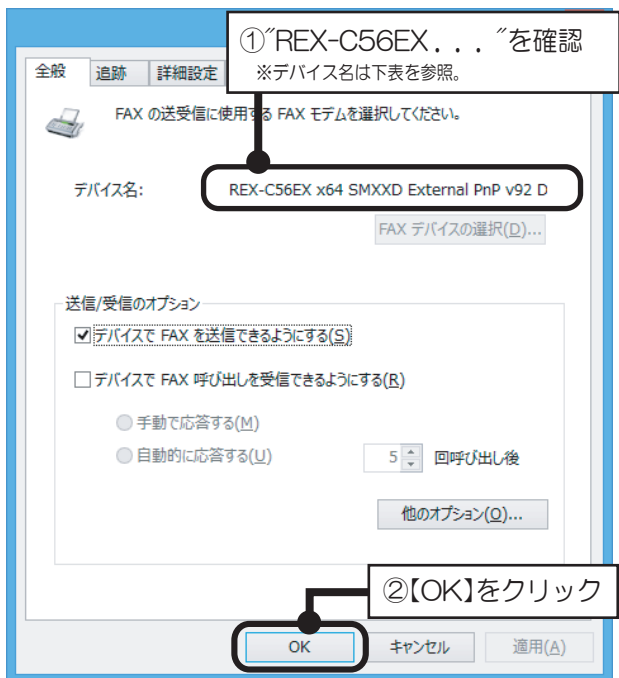 ①"REX-C56EX．．．"を確認
※デバイス名は下表を参照。
全般 追跡 詳細設定
FAX の送受信に使用する FAX モデムを選択してください。
デバイス名: REX-C56EX x64 SMXXD External PnP v92 D
FAX デバイスの選択(D)...
送信/受信のオプション
デバイスで FAX を送信できるようにする(S)
デバイスで FAX 呼び出しを受信できるようにする(R)
手動で応答する(M)
自動的に応答する(U) 5 回呼び出し後
他のオプション(O)...
②【OK】をクリック
OK キャンセル 適用(A)